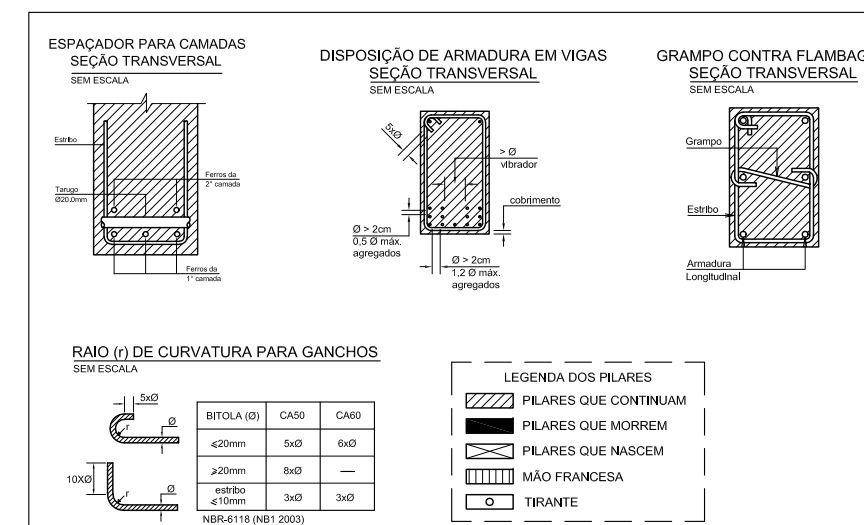 ESPAÇADOR PARA CAMADAS
SEÇÃO TRANSVERSAL
SEM ESCALA
Estribo
Tarugo
Ø20.0mm
Ferros da
2° camada
Ferros da
1° camada
DISPOSIÇÃO DE ARMADURA EM VIGAS
SEÇÃO TRANSVERSAL
SEM ESCALA
5xØ
> Ø
vibrador
cobrimento
Ø > 2cm
0,5 Ø máx.
agregados
Ø > 2cm
1,2 Ø máx.
agregados
GRAMPO CONTRA FLAMBAG
SEÇÃO TRANSVERSAL
SEM ESCALA
Grampo
Estribo
Armadura
Longitudinal
RAIO (r) DE CURVATURA PARA GANCHOS
SEM ESCALA
5xØ
r
Ø
10XØ
r
Ø
BITOLA (Ø) CA50 CA60
≤20mm 5xØ 6xØ
≥20mm 8xØ —
estribo
≤10mm 3xØ 3xØ
NBR-6118 (NB1 2003)
LEGENDA DOS PILARES
PILARES QUE CONTINUAM
PILARES QUE MORREM
PILARES QUE NASCEM
MÃO FRANCESA
TIRANTE